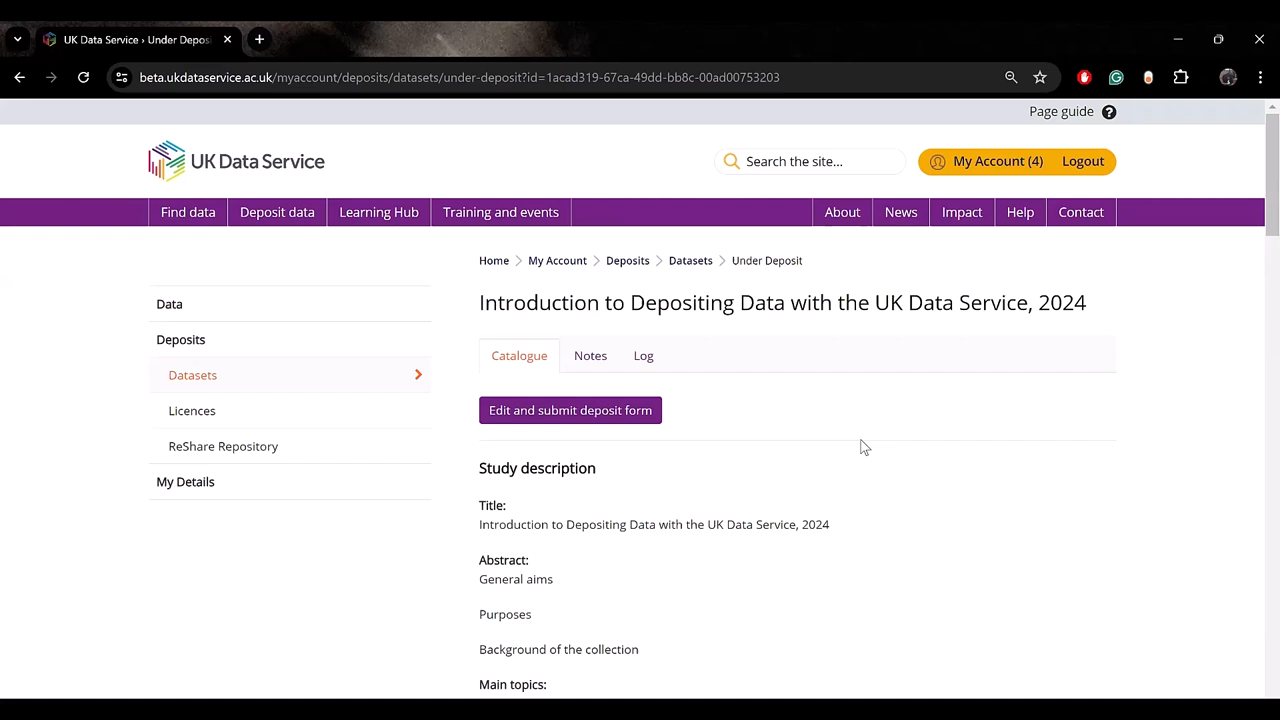 UK Data Service › Under Deposi
beta.ukdataservice.ac.uk/myaccount/deposits/datasets/under-deposit?id=1acad319-67ca-49dd-bb8c-00ad00753203
Page guide ?
UK Data Service
Search the site...
My Account (4) Logout
Find data Deposit data Learning Hub Training and events About News Impact Help Contact
Home My Account Deposits Datasets Under Deposit
Data
Deposits
Datasets
Licences
ReShare Repository
My Details
Introduction to Depositing Data with the UK Data Service, 2024
Catalogue Notes Log
Edit and submit deposit form
Study description
Title:
Introduction to Depositing Data with the UK Data Service, 2024
Abstract:
General aims
Purposes
Background of the collection
Main topics: